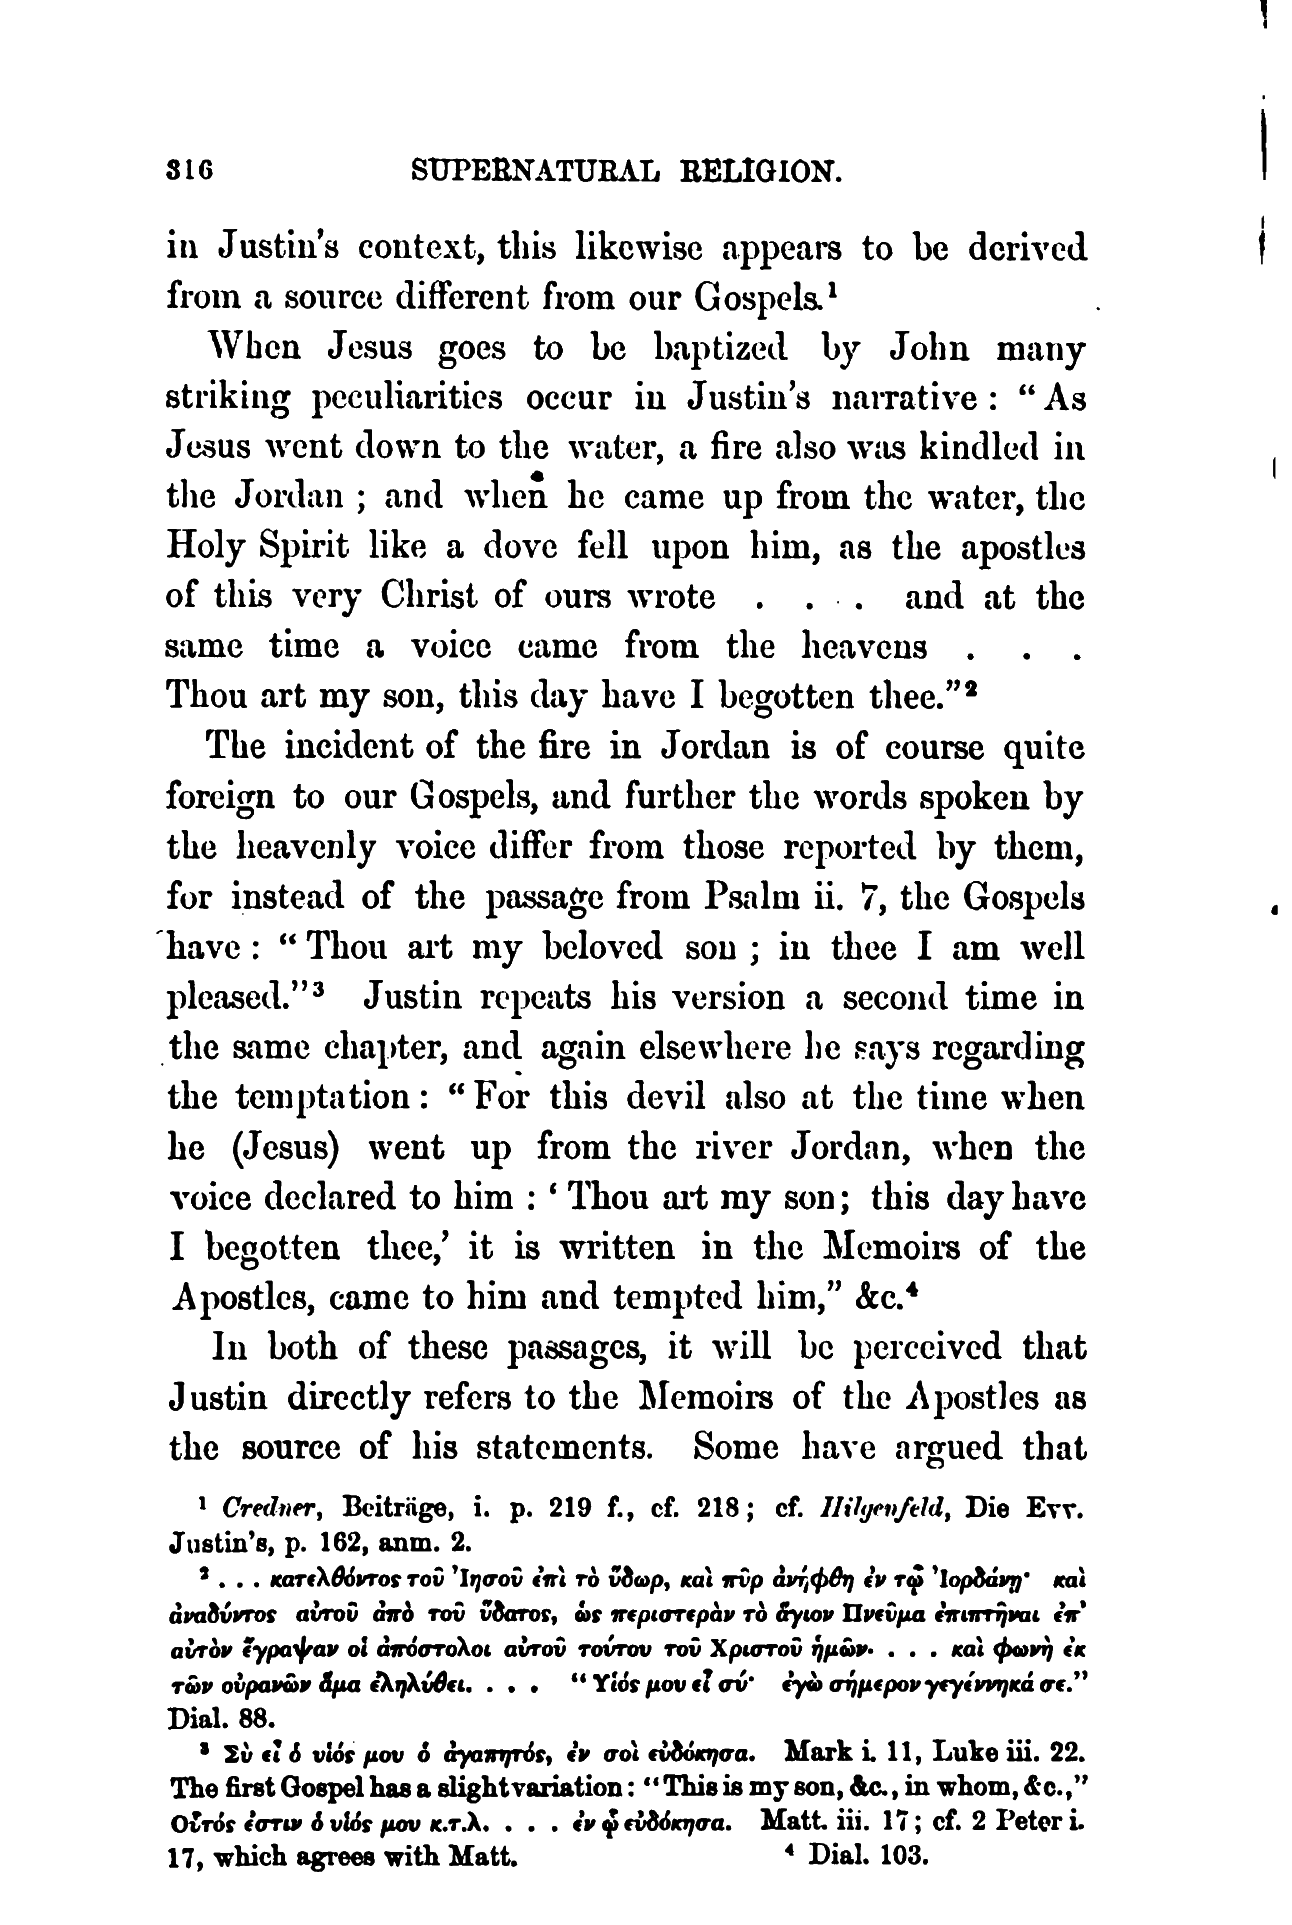 316 SUPERNATURAL RELIGION.
in Justin's context, this likewise appears to be derived
from a source different from our Gospels.¹
When Jesus goes to be baptized by John many
striking peculiarities occur in Justin's narrative : “ As
Jesus went down to the water, a fire also was kindled in
the Jordan ; and when he came up from the water, the
Holy Spirit like a dove fell upon him, as the apostles
of this very Christ of ours wrote . . . and at the
same time a voice came from the heavens . . .
Thou art my son, this day have I begotten thee.”²
The incident of the fire in Jordan is of course quite
foreign to our Gospels, and further the words spoken by
the heavenly voice differ from those reported by them,
for instead of the passage from Psalm ii. 7, the Gospels
have : “ Thou art my beloved son ; in thee I am well
pleased.”³ Justin repeats his version a second time in
the same chapter, and again elsewhere he says regarding
the temptation : “ For this devil also at the time when
he (Jesus) went up from the river Jordan, when the
voice declared to him : ‘ Thou art my son; this day have
I begotten thee,’ it is written in the Memoirs of the
Apostles, came to him and tempted him,” &c.⁴
In both of these passages, it will be perceived that
Justin directly refers to the Memoirs of the Apostles as
the source of his statements. Some have argued that
¹ Credner, Beiträge, i. p. 219 f., cf. 218 ; cf. Hilgenfeld, Die Evv.
Justin's, p. 162, anm. 2.
² . . . κατελθόντος τοῦ Ἰησοῦ ἐπὶ τὸ ὕδωρ, καὶ πῦρ ἀνήφθη ἐν τῷ Ἰορδάνῃ· καὶ
ἀναδύντος αὐτοῦ ἀπὸ τοῦ ὕδατος, ὡς περιστερὰν τὸ ἅγιον Πνεῦμα ἐπιπτῆναι ἐπ'
αὐτὸν ἔγραψαν οἱ ἀπόστολοι αὐτοῦ τούτου τοῦ Χριστοῦ ἡμῶν. . . . καὶ φωνὴ ἐκ
τῶν οὐρανῶν ἅμα ἐληλύθει. . . . “ Υἱός μου εἶ σύ· ἐγὼ σήμερον γεγέννηκά σε.”
Dial. 88.
³ Σὺ εἶ ὁ υἱός μου ὁ ἀγαπητός, ἐν σοὶ εὐδόκησα. Mark i. 11, Luke iii. 22.
The first Gospel has a slight variation : “This is my son, &c., in whom, &c.,”
Οὗτός ἐστιν ὁ υἱός μου κ.τ.λ. . . . ἐν ᾧ εὐδόκησα. Matt. iii. 17 ; cf. 2 Peter i.
17, which agrees with Matt. ⁴ Dial. 103.